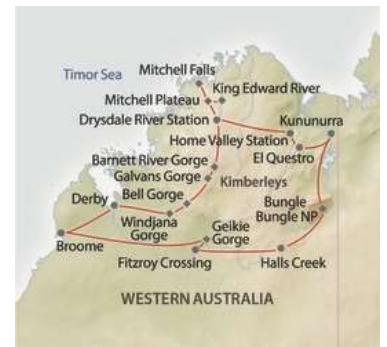 Timor Sea
Mitchell Falls
King Edward River
Mitchell Plateau
Drysdale River Station
Kununurra
Home Valley Station
El Questro
Barnett River Gorge
Galvans Gorge
Kimberleys
Bell Gorge
Derby
Bungle
Bungle NP
Windjana
Gorge
Geikie
Gorge
Broome
Fitzroy Crossing
Halls Creek
WESTERN AUSTRALIA